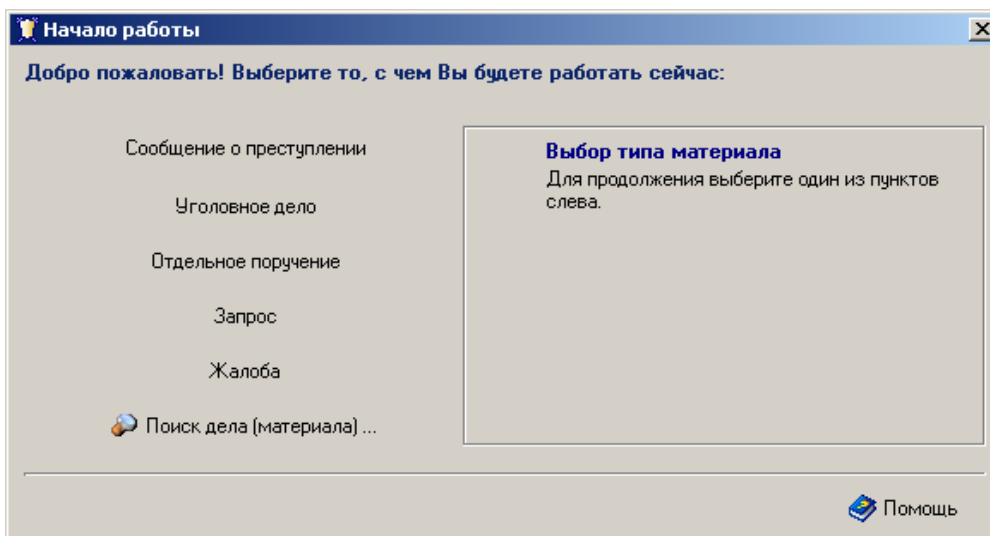 Начало работы
Добро пожаловать! Выберите то, с чем Вы будете работать сейчас:
Сообщение о преступлении
Уголовное дело
Отдельное поручение
Запрос
Жалоба
Поиск дела (материала) ...
Выбор типа материала
Для продолжения выберите один из пунктов
слева.
Помощь